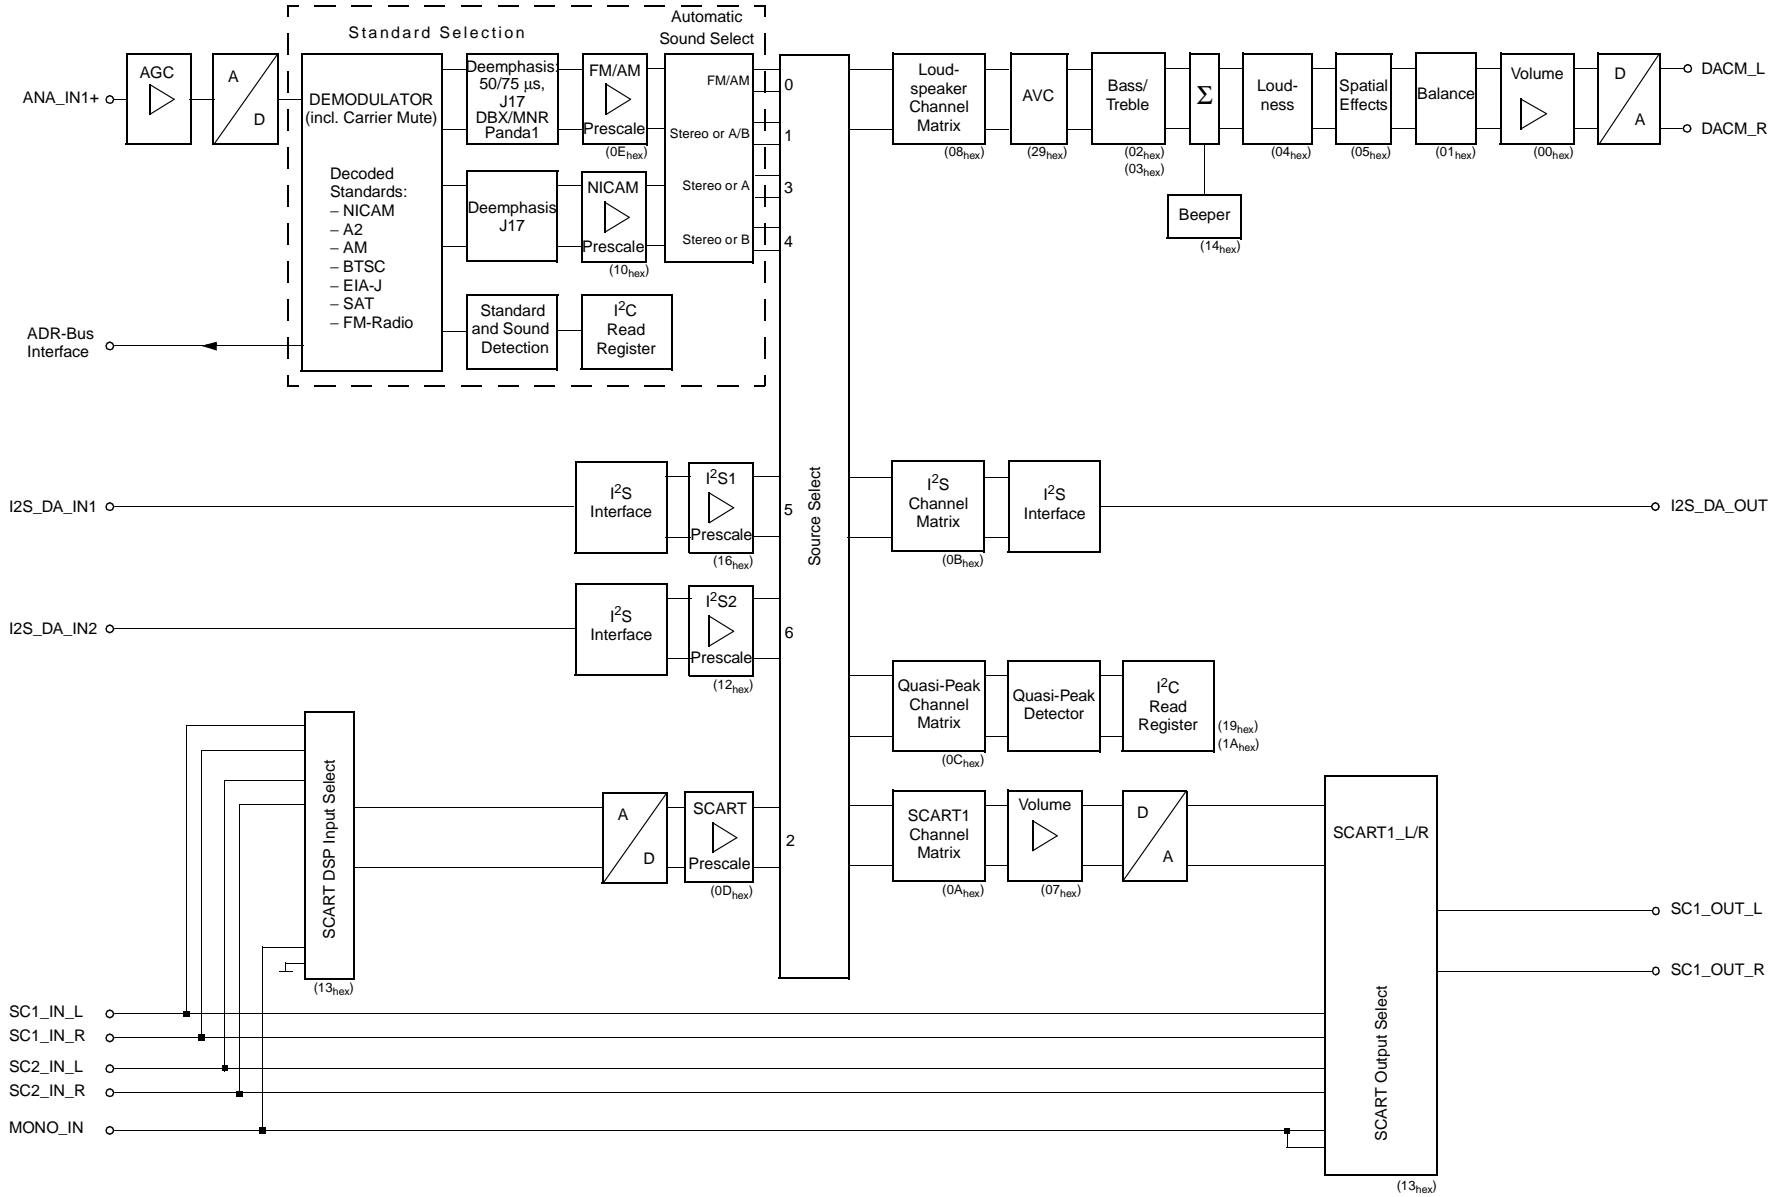 Automatic
Sound Select
Standard Selection
ANA_IN1+
AGC
A
D
DEMODULATOR
(incl. Carrier Mute)
Decoded
Standards:
– NICAM
– A2
– AM
– BTSC
– EIA-J
– SAT
– FM-Radio
Deemphasis:
50/75 µs,
J17
DBX/MNR
Panda1
FM/AM
Prescale
(0Ehex)
Deemphasis
J17
NICAM
Prescale
(10hex)
Standard
and Sound
Detection
I2C
Read
Register
FM/AM
Stereo or A/B
Stereo or A
Stereo or B
0
1
3
4
ADR-Bus
Interface
Loud-
speaker
Channel
Matrix
(08hex)
AVC
(29hex)
Bass/
Treble
(02hex)
(03hex)
Σ
Beeper
(14hex)
Loud-
ness
(04hex)
Spatial
Effects
(05hex)
Balance
(01hex)
Volume
(00hex)
D
A
DACM_L
DACM_R
I2S_DA_IN1
I2S
Interface
I2S1
Prescale
(16hex)
5
Source Select
I2S
Channel
Matrix
(0Bhex)
I2S
Interface
I2S_DA_OUT
I2S_DA_IN2
I2S
Interface
I2S2
Prescale
(12hex)
6
Quasi-Peak
Channel
Matrix
(0Chex)
Quasi-Peak
Detector
I2C
Read
Register
(19hex)
(1Ahex)
SCART DSP Input Select
(13hex)
A
D
SCART
Prescale
(0Dhex)
2
SCART1
Channel
Matrix
(0Ahex)
Volume
(07hex)
D
A
SCART1_L/R
SCART Output Select
(13hex)
SC1_OUT_L
SC1_OUT_R
SC1_IN_L
SC1_IN_R
SC2_IN_L
SC2_IN_R
MONO_IN